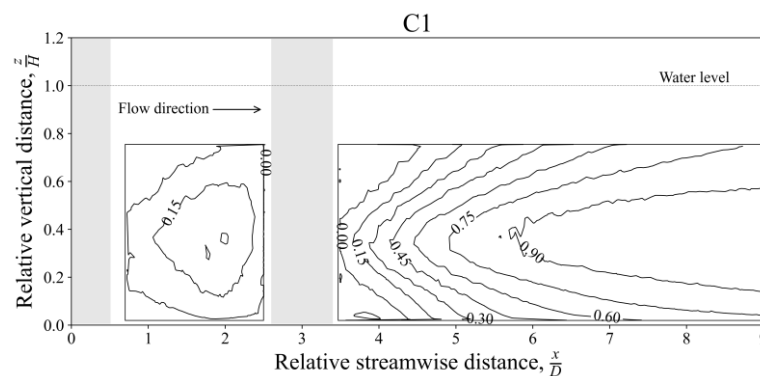 C1
Relative vertical distance, z/H
1.2
1.0
0.8
0.6
0.4
0.2
0.0
Water level
Flow direction
0.15
0.00
0.00
0.15
0.45
0.75
0.90
0.30
0.60
0 1 2 3 4 5 6 7 8 9
Relative streamwise distance, x/D